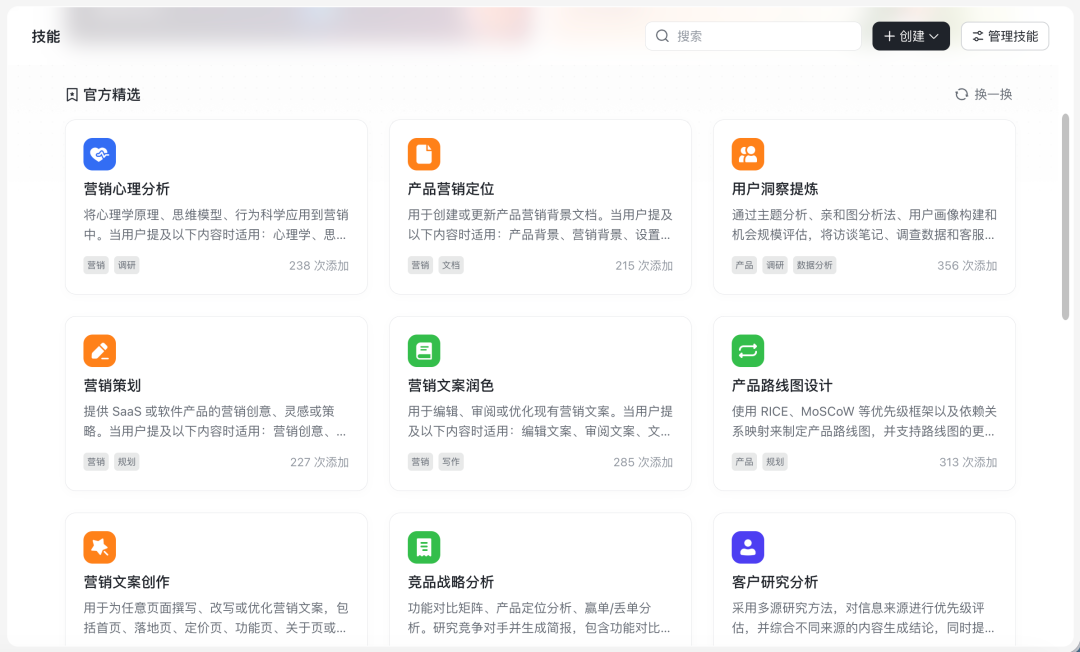 技能
搜索
创建
管理技能
官方精选
换一换
营销心理分析
将心理学原理、思维模型、行为科学应用到营销
中。当用户提及以下内容时适用：心理学、思...
营销 调研 238 次添加
产品营销定位
用于创建或更新产品营销背景文档。当用户提及
以下内容时适用：产品背景、营销背景、设置...
营销 文档 215 次添加
用户洞察提炼
通过主题分析、亲和图分析法、用户画像构建和
机会规模评估，将访谈笔记、调查数据和客服...
产品 调研 数据分析 356 次添加
营销策划
提供 SaaS 或软件产品的营销创意、灵感或策
略。当用户提及以下内容时适用：营销创意、...
营销 规划 227 次添加
营销文案润色
用于编辑、审阅或优化现有营销文案。当用户提
及以下内容时适用：编辑文案、审阅文案、文...
营销 写作 285 次添加
产品路线图设计
使用 RICE、MoSCoW 等优先级框架以及依赖关
系映射来制定产品路线图，并支持路线图的更...
产品 规划 313 次添加
营销文案创作
用于为任意页面撰写、改写或优化营销文案，包
括首页、落地页、定价页、功能页、关于页或...
竞品战略分析
功能对比矩阵、产品定位分析、赢单/丢单分
析。研究竞争对手并生成简报，包含功能对比...
客户研究分析
采用多源研究方法，对信息来源进行优先级评
估，并综合不同来源的内容生成结论，同时提...